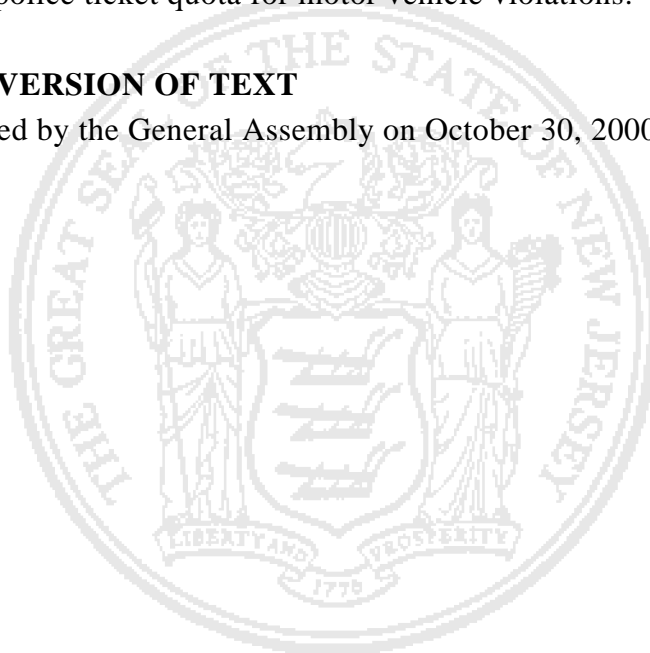 police ticket quota for motor vehicle violations.
VERSION OF TEXT
ed by the General Assembly on October 30, 2000
THE GREAT SEAL OF THE STATE OF NEW JERSEY
LIBERTY AND PROSPERITY
1776